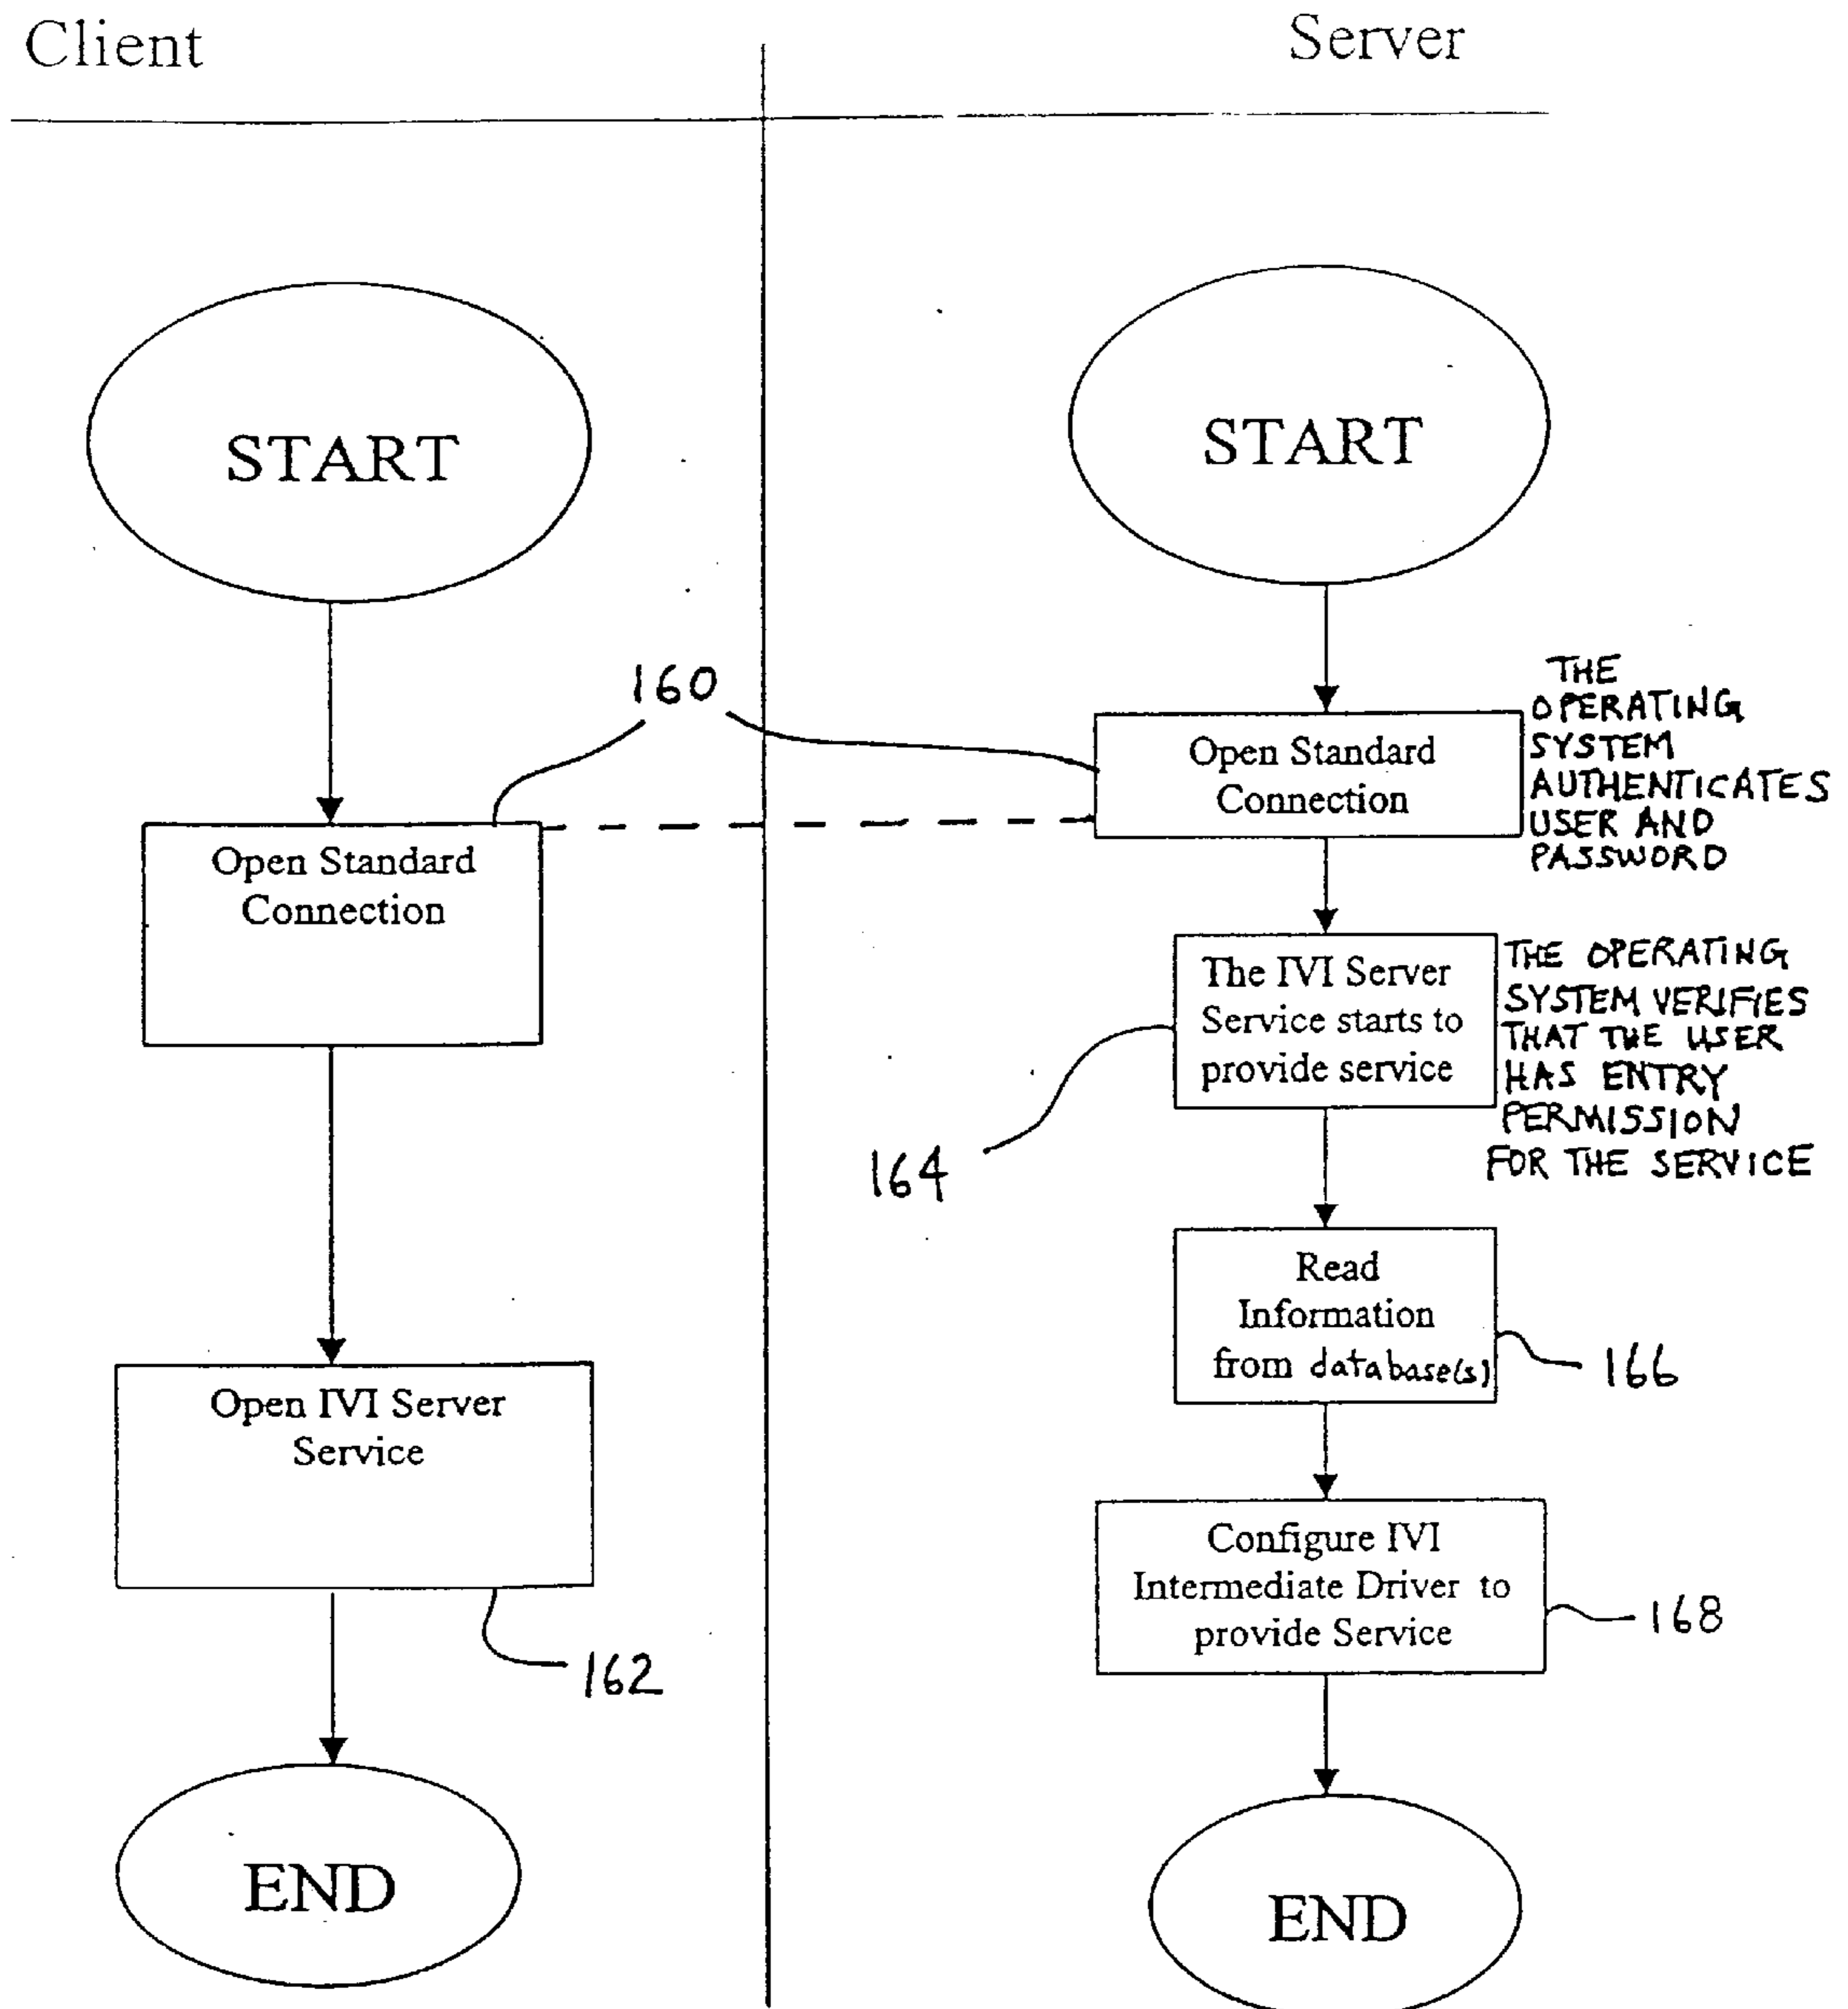 Client
Server
START
START
160
Open Standard
Connection
THE
OPERATING
SYSTEM
AUTHENTICATES
USER AND
PASSWORD
Open Standard
Connection
The IVI Server
Service starts to
provide service
THE OPERATING
SYSTEM VERIFIES
THAT THE USER
HAS ENTRY
PERMISSION
FOR THE SERVICE
164
Read
Information
from database(s)
166
Open IVI Server
Service
162
Configure IVI
Intermediate Driver to
provide Service
168
END
END